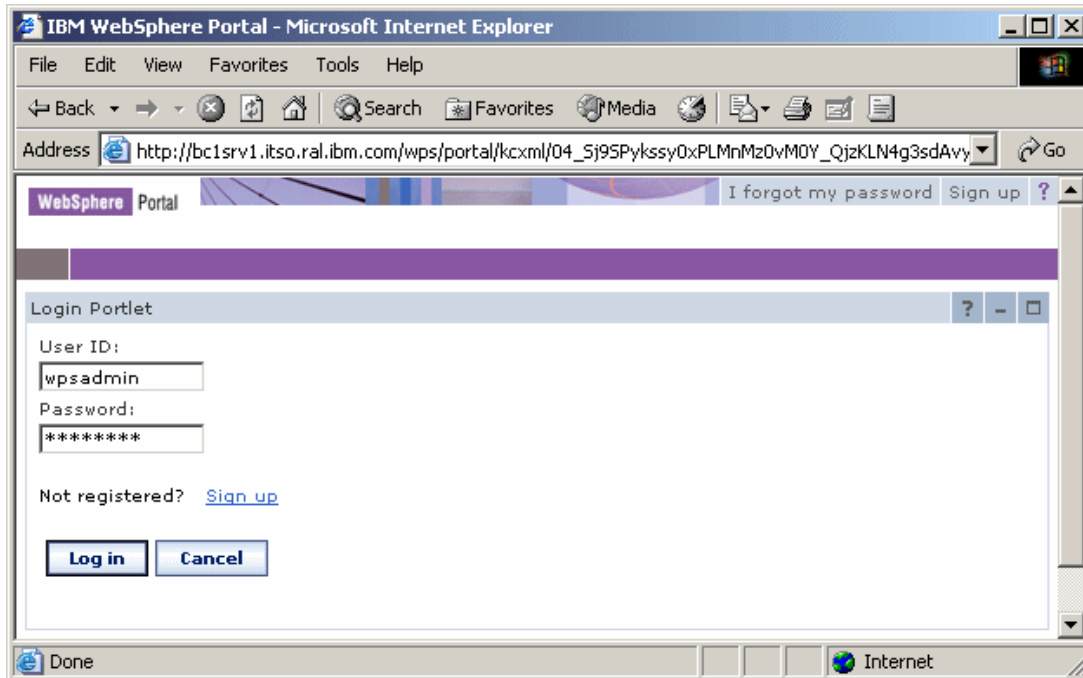 IBM WebSphere Portal - Microsoft Internet Explorer
File Edit View Favorites Tools Help
Back Search Favorites Media
Address http://bc1srv1.itso.ral.ibm.com/wps/portal/kcxml/04_Sj9SPykssy0xPLMnMz0vM0Y_QjzKLN4g3sdAvy Go
WebSphere Portal I forgot my password Sign up ?
Login Portlet ?
User ID:
wpsadmin
Password:
********
Not registered? Sign up
Log in Cancel
Done Internet